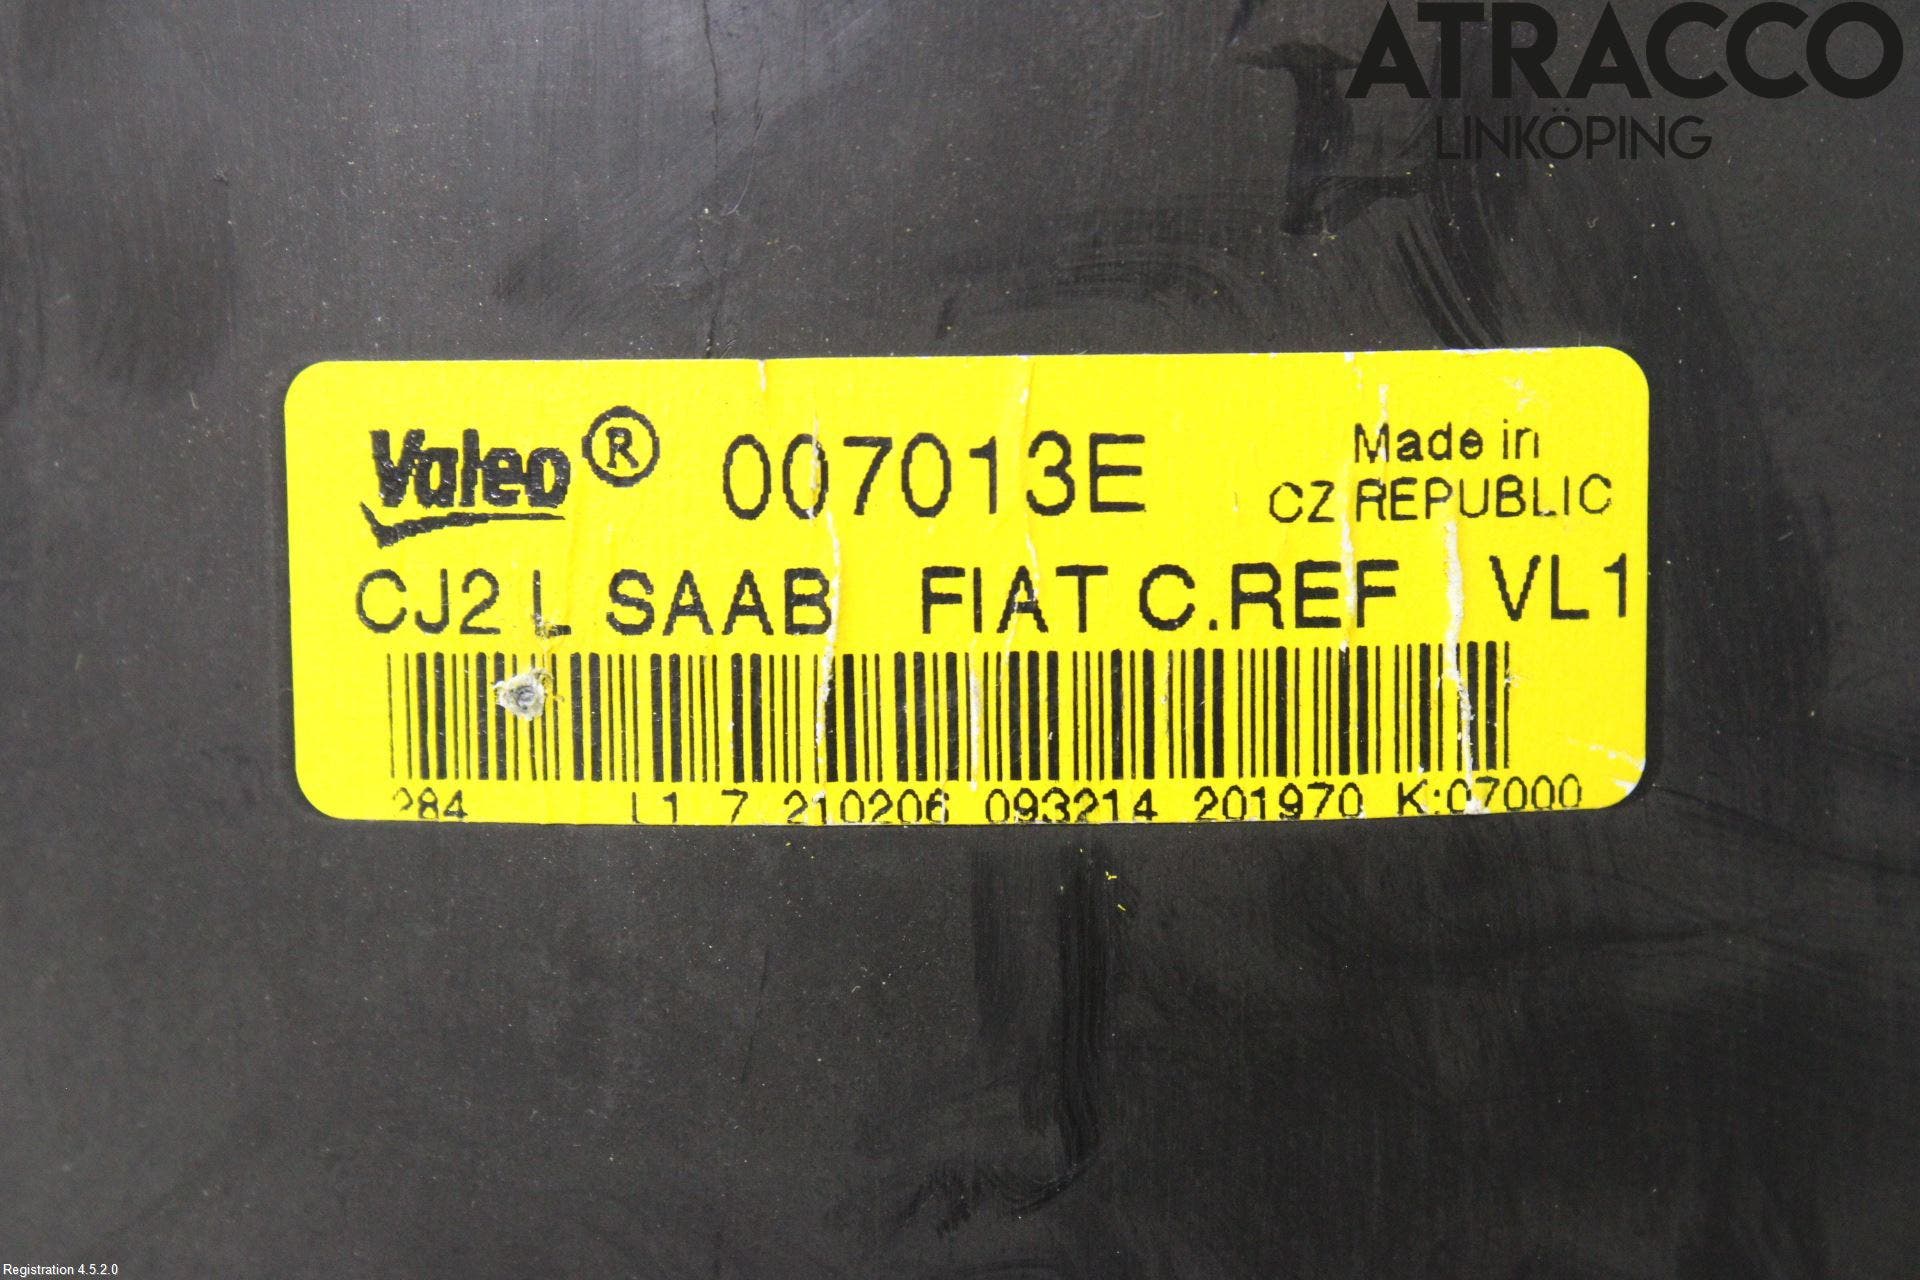 ATRACCO
LINKÖPING
Valeo® 007013E
Made in
CZ REPUBLIC
CJ2 L SAAB FIAT C.REF VL1
284 L1 7 210206 093214 201970 K:07000
Registration 4.5.2.0